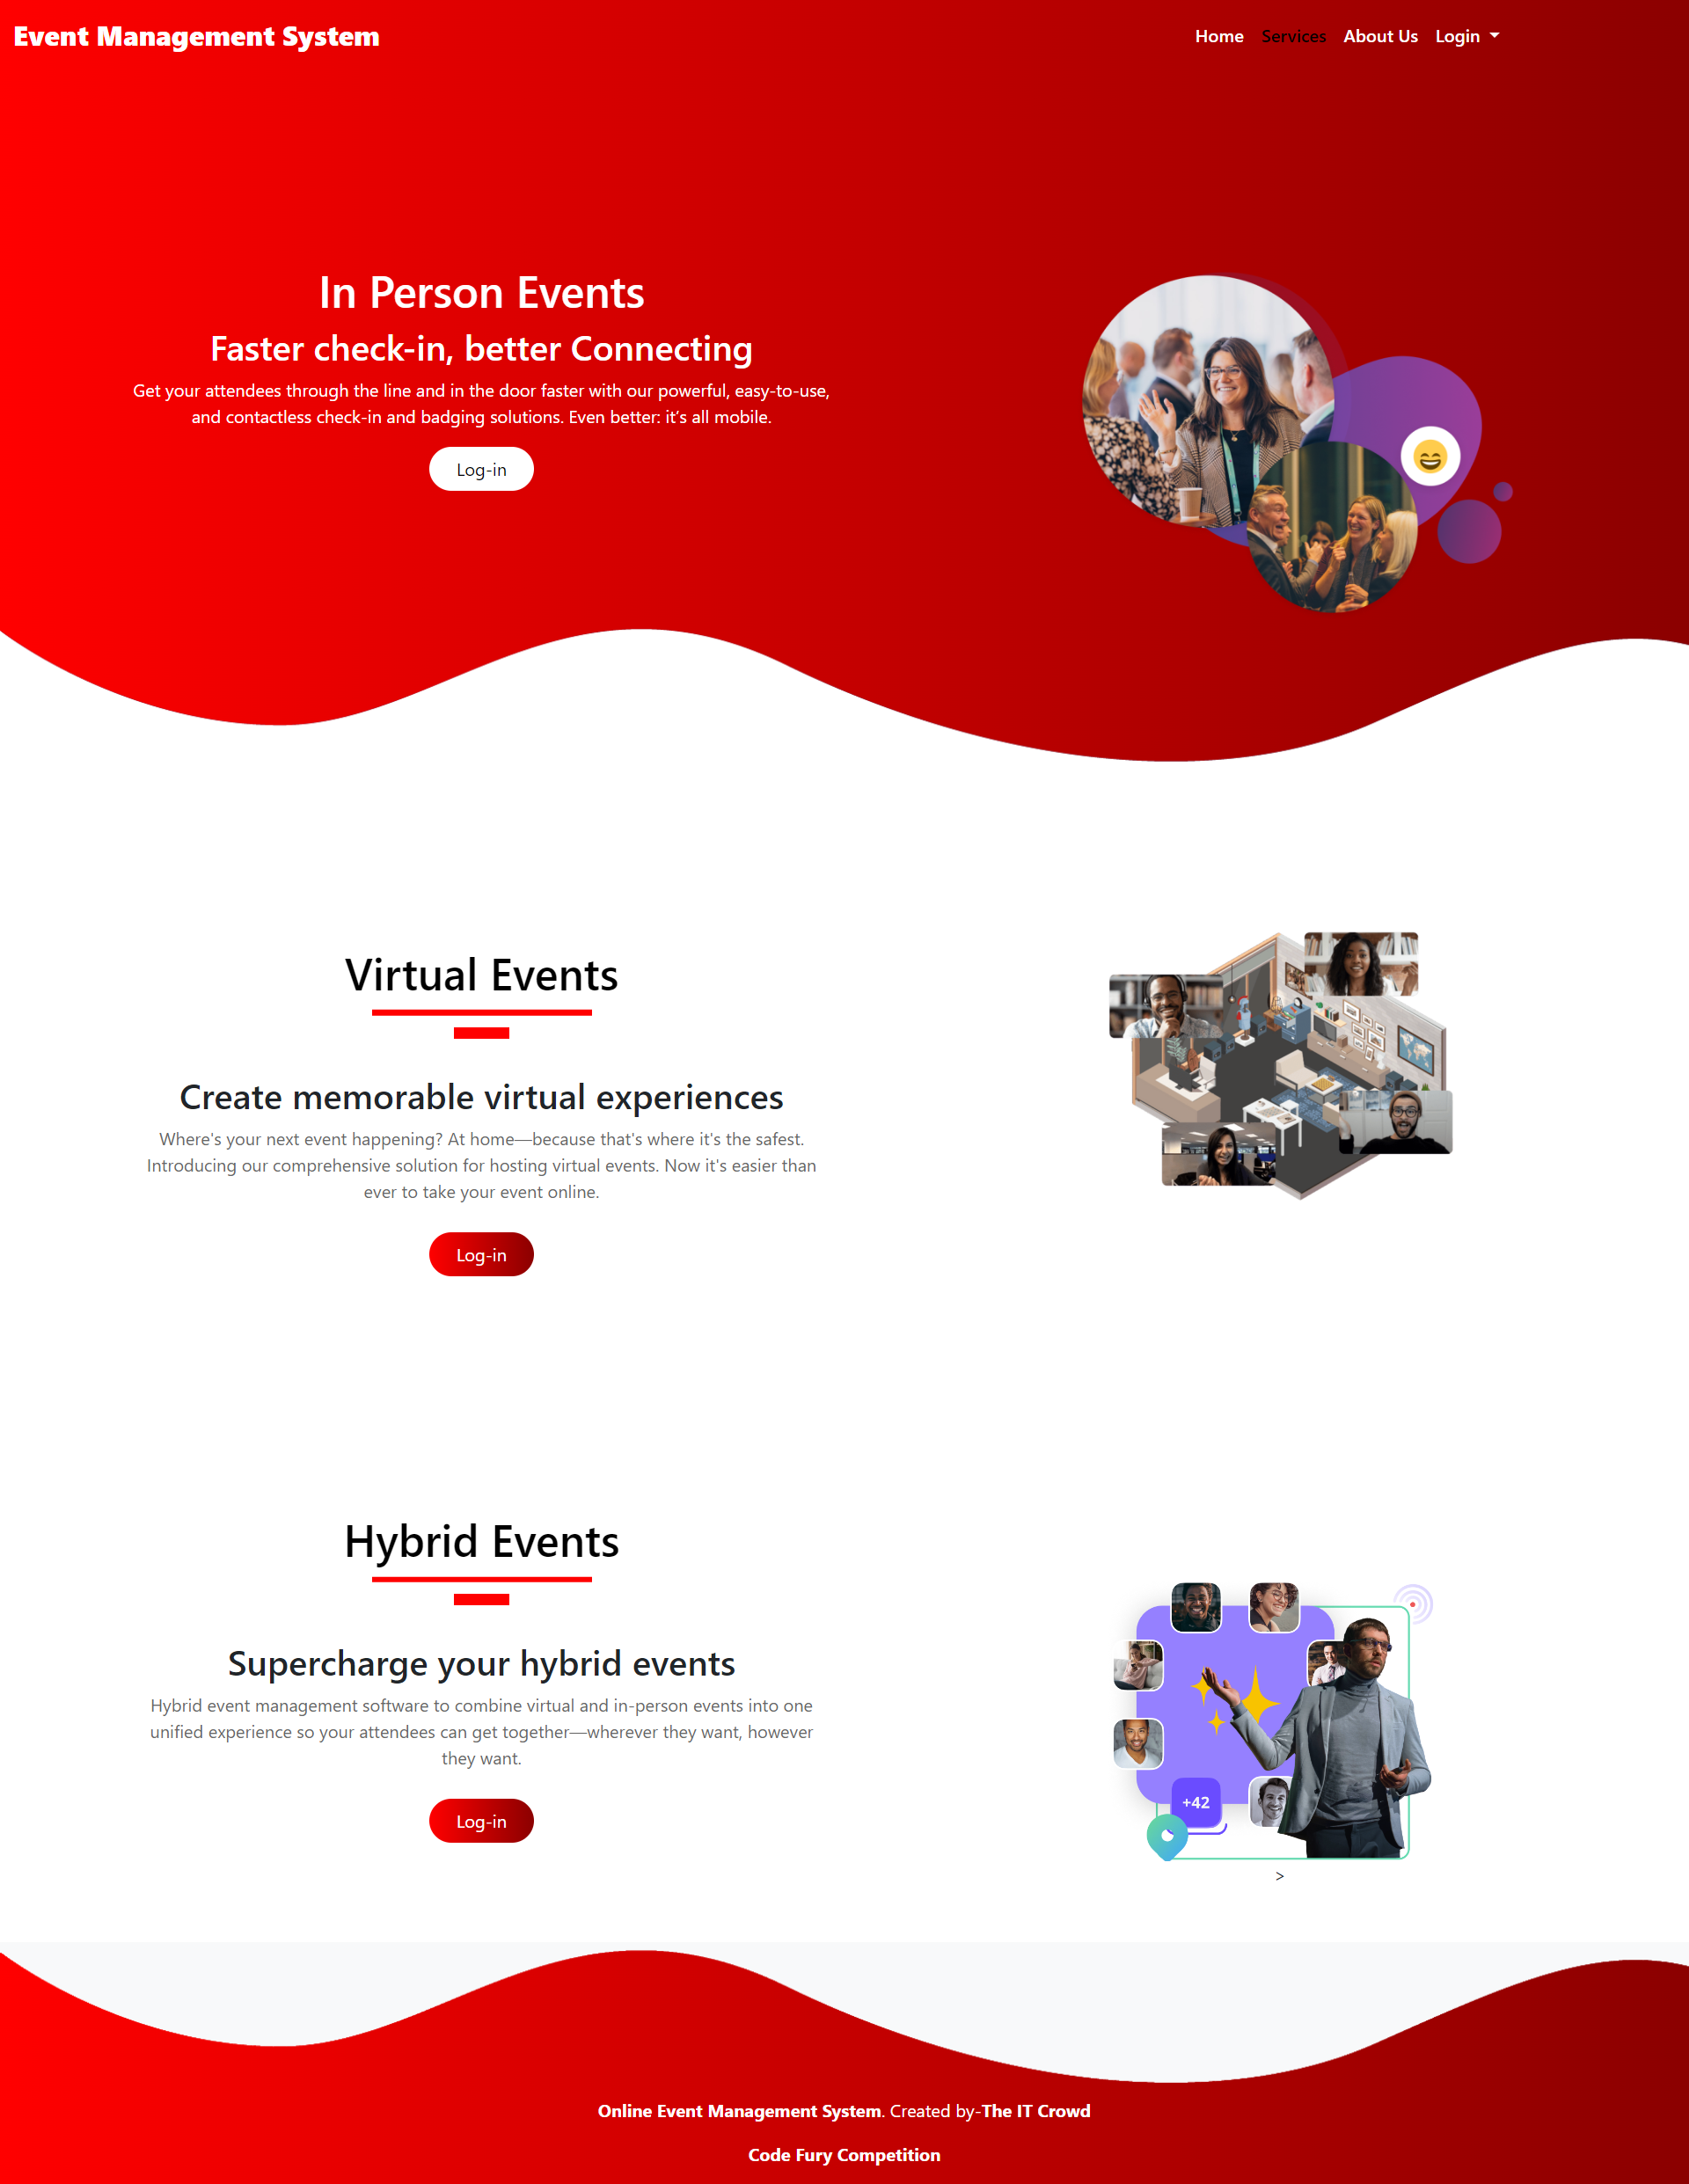 Event Management System
Home Services About Us Login
In Person Events
Faster check-in, better Connecting
Get your attendees through the line and in the door faster with our powerful, easy-to-use,
and contactless check-in and badging solutions. Even better: it’s all mobile.
Log-in
Virtual Events
Create memorable virtual experiences
Where's your next event happening? At home—because that's where it's the safest.
Introducing our comprehensive solution for hosting virtual events. Now it's easier than
ever to take your event online.
Log-in
Hybrid Events
Supercharge your hybrid events
Hybrid event management software to combine virtual and in-person events into one
unified experience so your attendees can get together—wherever they want, however
they want.
Log-in
+42
>
Online Event Management System. Created by-The IT Crowd
Code Fury Competition